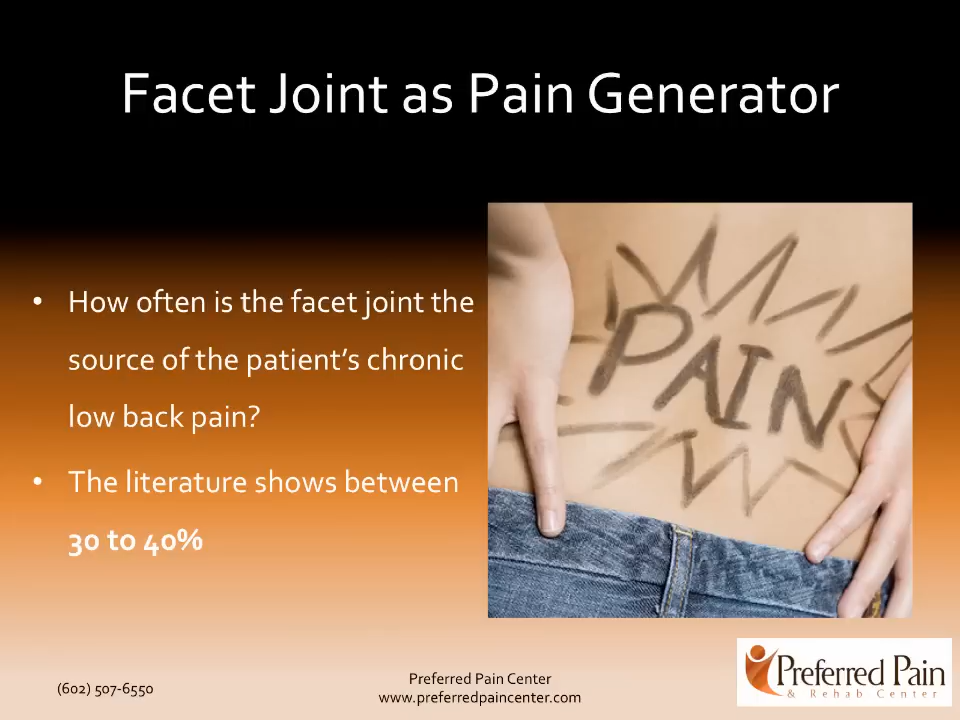 Facet Joint as Pain Generator
• How often is the facet joint the
source of the patient's chronic
low back pain?
• The literature shows between
30 to 40%
PAIN
(602) 507-6550
Preferred Pain Center
www.preferredpaincenter.com
Preferred Pain
& Rehab Center